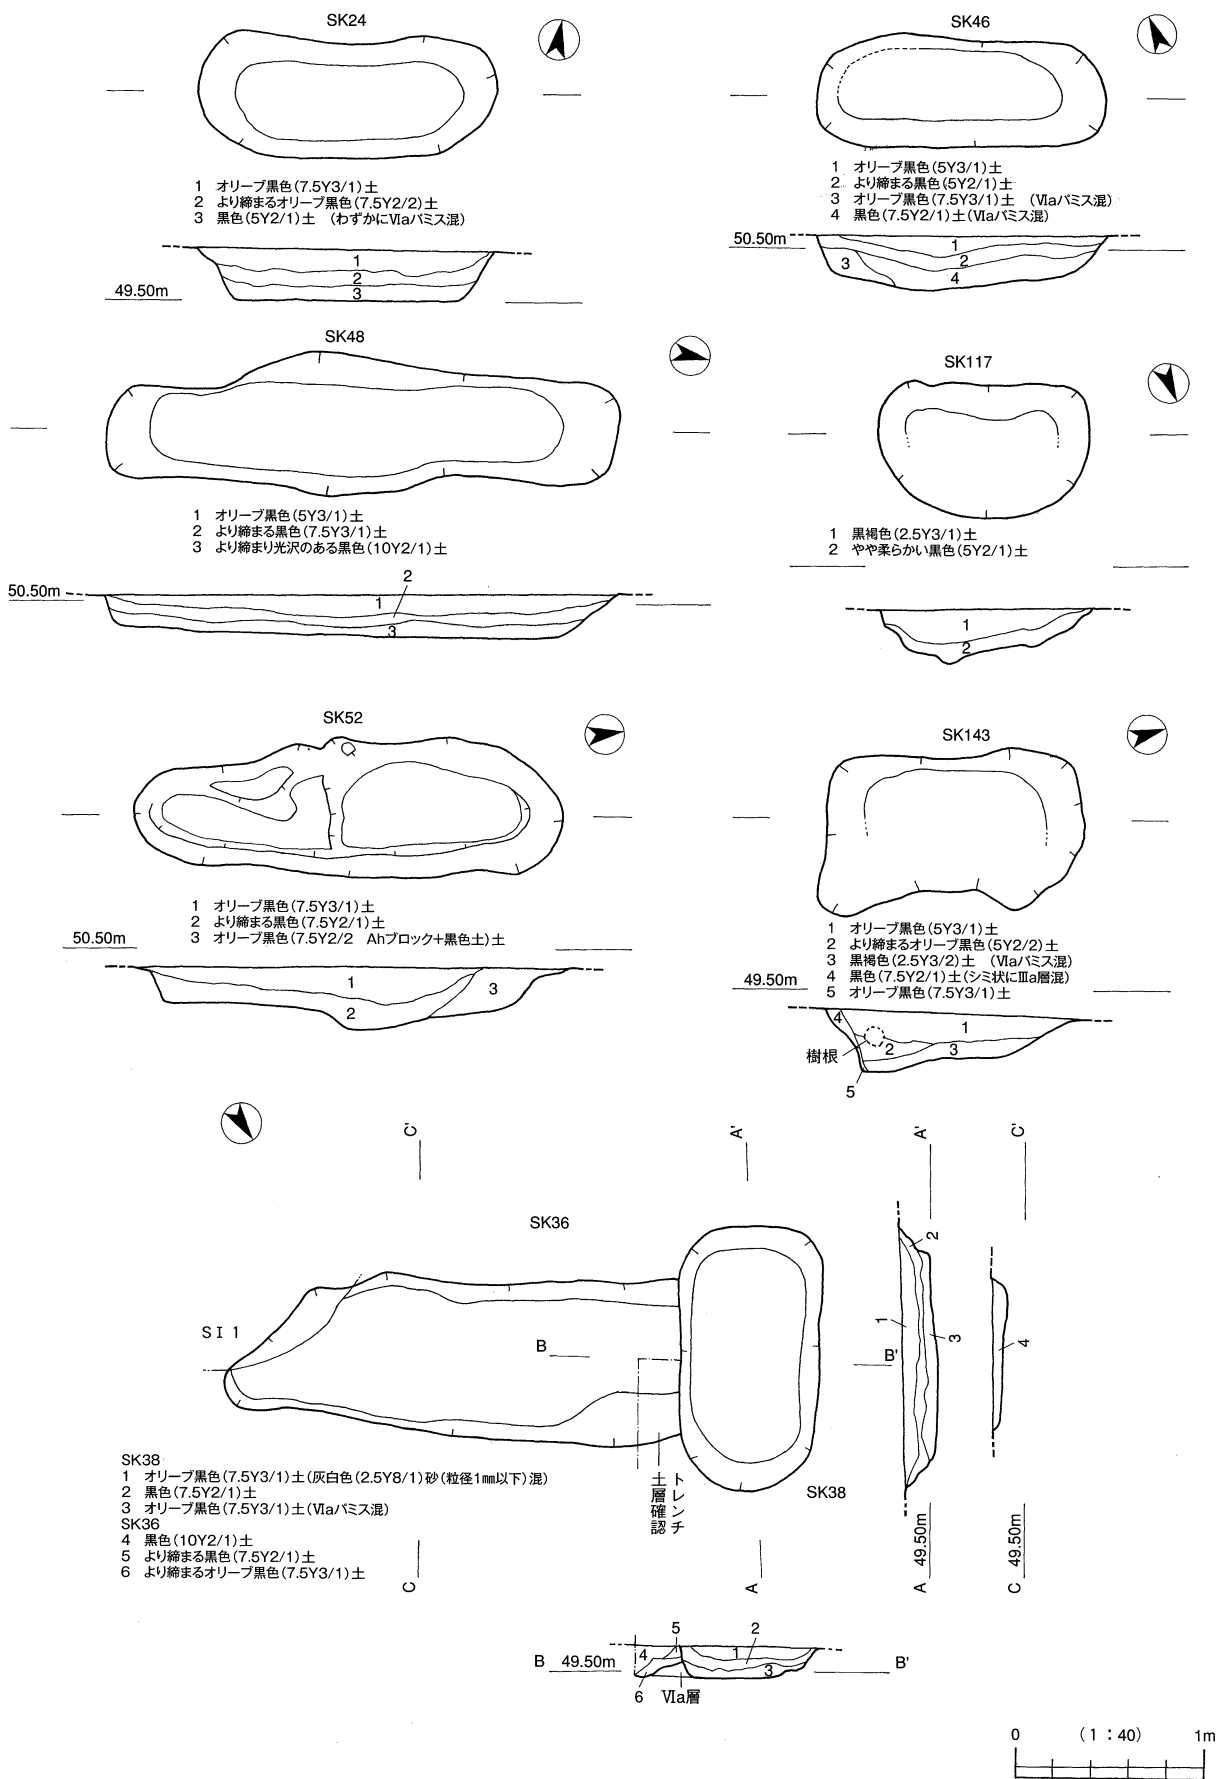 SK24
1 オリーブ黒色(7.5Y3/1)土
2 より締まるオリーブ黒色(7.5Y2/2)土
3 黒色(5Y2/1)土 (わずかにⅥaパミス混)
1
2
3
49.50m
SK46
1 オリーブ黒色(5Y3/1)土
2 より締まる黒色(5Y2/1)土
3 オリーブ黒色(7.5Y3/1)土 (Ⅵaパミス混)
4 黒色(7.5Y2/1)土(Ⅵaパミス混)
50.50m
1
2
3
4
SK48
1 オリーブ黒色(5Y3/1)土
2 より締まる黒色(7.5Y3/1)土
3 より締まり光沢のある黒色(10Y2/1)土
50.50m
2
1
3
SK117
1 黒褐色(2.5Y3/1)土
2 やや柔らかい黒色(5Y2/1)土
1
2
SK52
1 オリーブ黒色(7.5Y3/1)土
2 より締まる黒色(7.5Y2/1)土
3 オリーブ黒色(7.5Y2/2 Ahブロック+黒色土)土
50.50m
1
2
3
SK143
1 オリーブ黒色(5Y3/1)土
2 より締まるオリーブ黒色(5Y2/2)土
3 黒褐色(2.5Y3/2)土 (Ⅵaパミス混)
4 黒色(7.5Y2/1)土(シミ状にⅢa層混)
5 オリーブ黒色(7.5Y3/1)土
49.50m
4
1
2
3
樹根
5
C'
A'
A'
C'
SK36
SI1
B
B'
2
1
3
4
トレンチ
土層確認
SK38
SK38
1 オリーブ黒色(7.5Y3/1)土(灰白色(2.5Y8/1)砂(粒径1㎜以下)混)
2 黒色(7.5Y2/1)土
3 オリーブ黒色(7.5Y3/1)土(Ⅵaパミス混)
SK36
4 黒色(10Y2/1)土
5 より締まる黒色(7.5Y2/1)土
6 より締まるオリーブ黒色(7.5Y3/1)土
C
A
A 49.50m
C 49.50m
5
2
4
1
3
B 49.50m
B'
6
Ⅵa層
0 (1:40) 1m